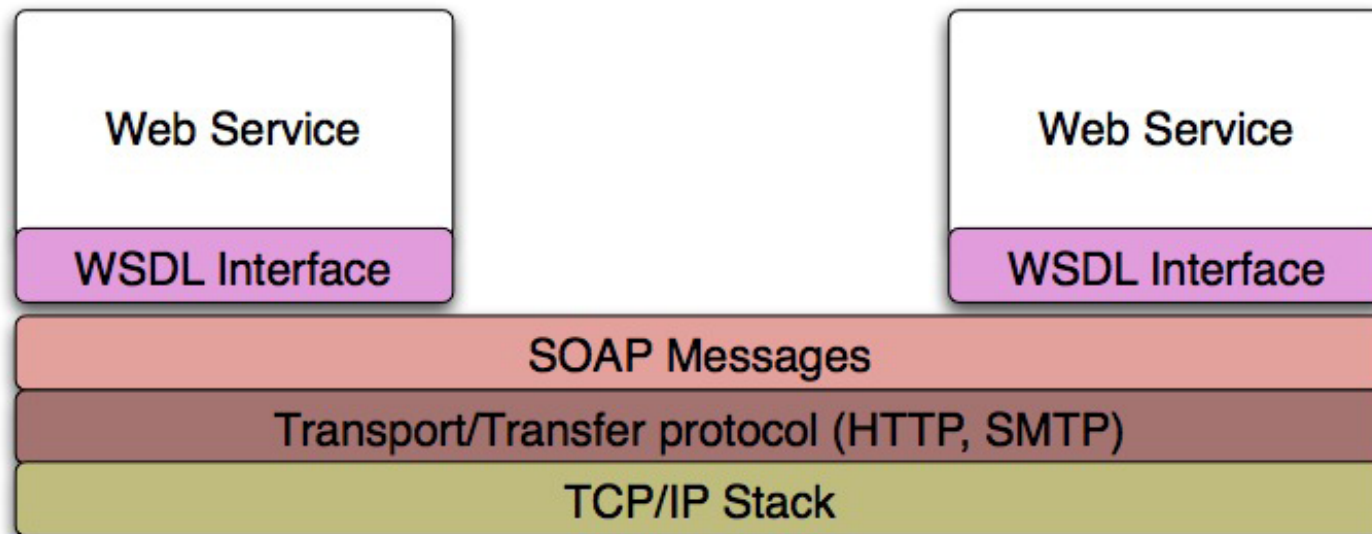 Web Service
Web Service
WSDL Interface
WSDL Interface
SOAP Messages
Transport/Transfer protocol (HTTP, SMTP)
TCP/IP Stack